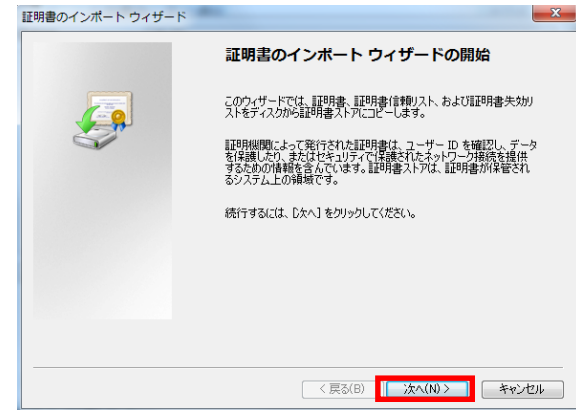 証明書のインポート ウィザード
証明書のインポート ウィザードの開始
このウィザードでは、証明書、証明書信頼リスト、および証明書失効リ
ストをディスクから証明書ストアにコピーします。
証明機関によって発行された証明書は、ユーザー ID を確認し、データ
を保護したり、またはセキュリティで保護されたネットワーク接続を提供
するための情報を含んでいます。証明書ストアは、証明書が保管され
るシステム上の領域です。
続行するには、[次へ] をクリックしてください。
< 戻る(B)
次へ(N) >
キャンセル